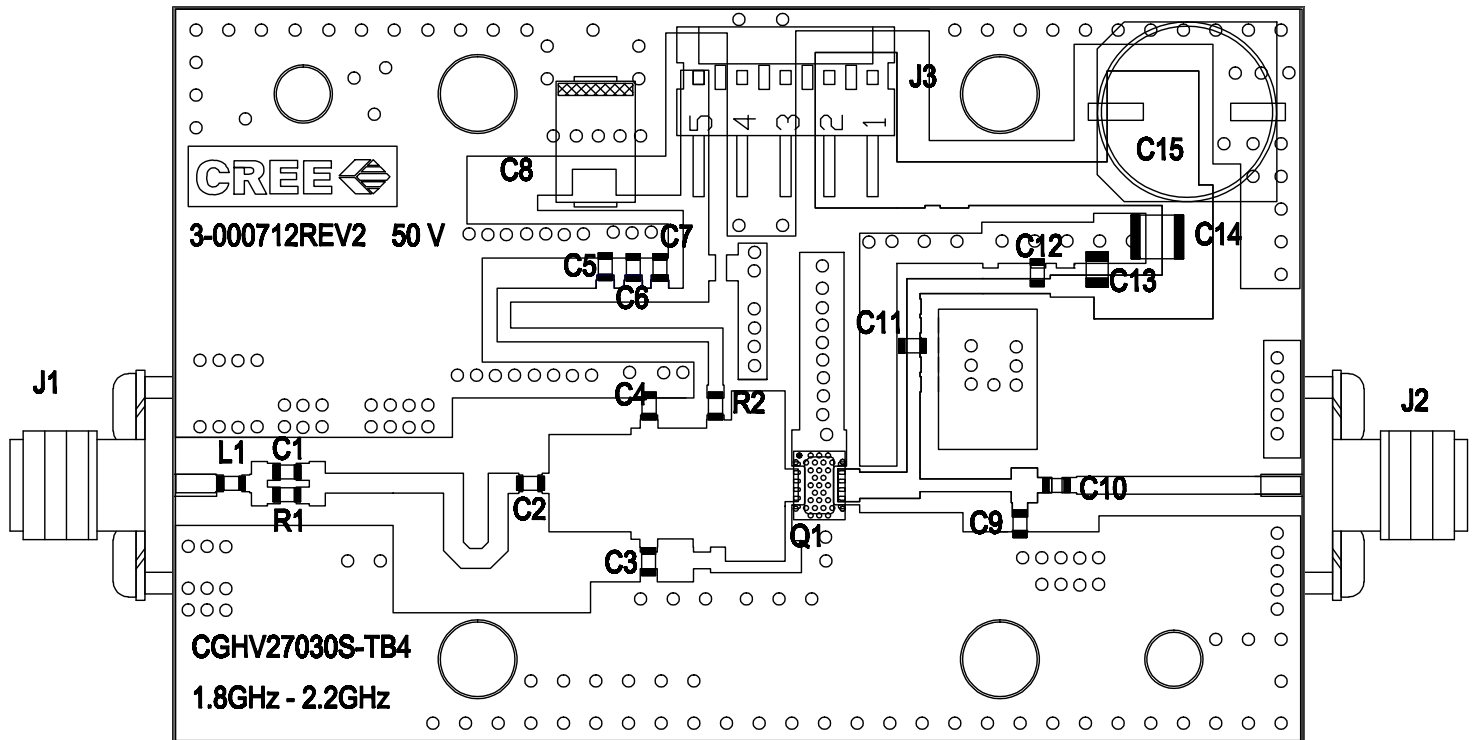 J3
5 4 3 2 1
C15
C8
CREE
3-000712REV2 50 V
C7
C14
C12
C5
C13
C6
C11
J1
J2
C4
R2
L1
C1
C10
C2
R1
C9
Q1
C3
CGHV27030S-TB4
1.8GHz - 2.2GHz